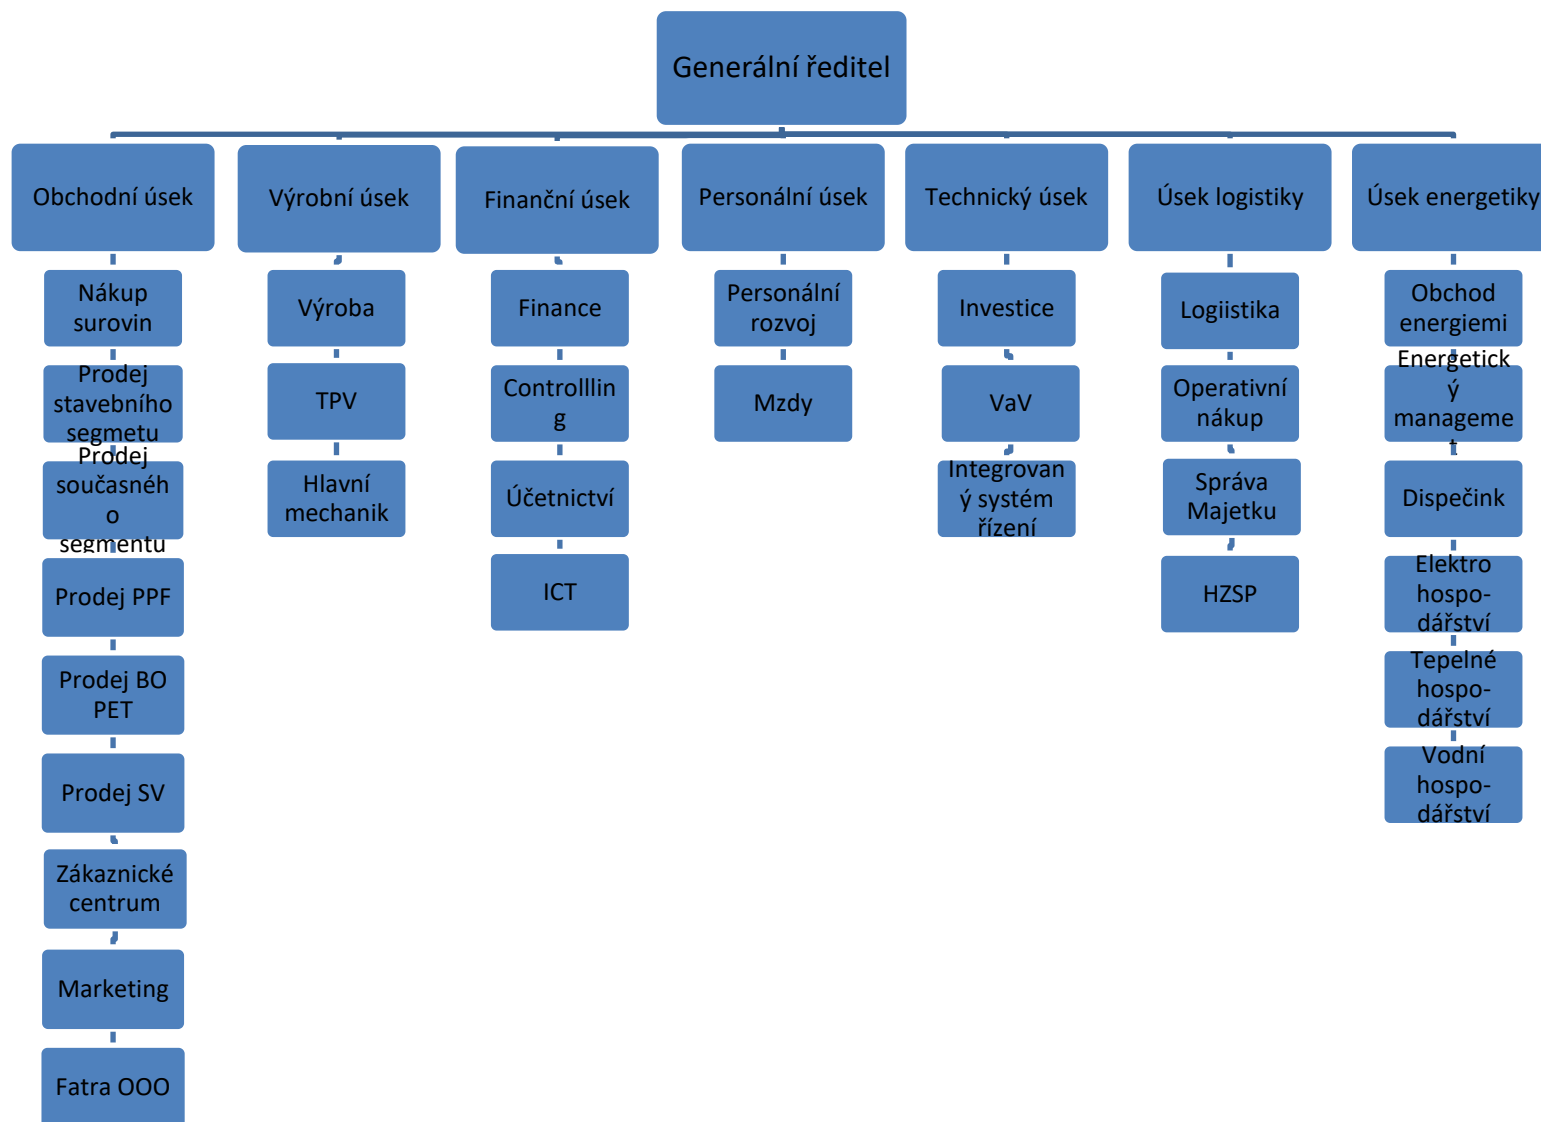 Generální ředitel
Obchodní úsek
Nákup
surovin
Prodej
stavebního
segmetu
Prodej
současnéh
o
segmentu
Prodej PPF
Prodej BO
PET
Prodej SV
Zákaznické
centrum
Marketing
Fatra OOO
Výrobní úsek
Výroba
TPV
Hlavní
mechanik
Finanční úsek
Finance
Controlllin
g
Účetnictví
ICT
Personální úsek
Personální
rozvoj
Mzdy
Technický úsek
Investice
VaV
Integrovan
ý systém
řízení
Úsek logistiky
Logiistika
Operativní
nákup
Správa
Majetku
HZSP
Úsek energetiky
Obchod
energiemi
Energetick
ý
manageme
t
Dispečink
Elektro
hospo-
dářství
Tepelné
hospo-
dářství
Vodní
hospo-
dářství